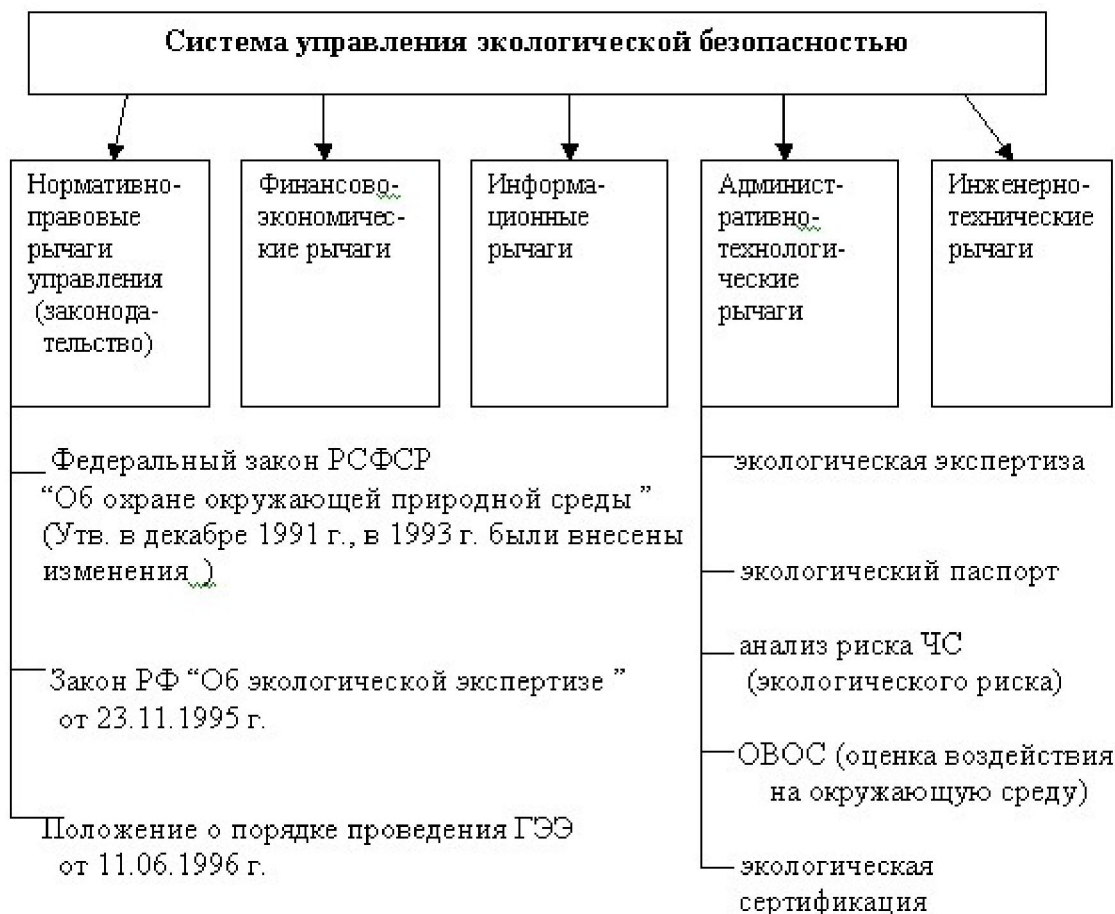 Система управления экологической безопасностью
Нормативно-
правовые
рычаги
управления
(законода-
тельство)
Финансово-
экономичес-
кие рычаги
Информа-
ционные
рычаги
Админист-
ративно-
технологи-
ческие
рычаги
Инженерно-
технические
рычаги
Федеральный закон РСФСР
“Об охране окружающей природной среды ”
(Утв. в декабре 1991 г., в 1993 г. были внесены
изменения )
Закон РФ “Об экологической экспертизе ”
от 23.11.1995 г.
Положение о порядке проведения ГЭЭ
от 11.06.1996 г.
экологическая экспертиза
экологический паспорт
анализ риска ЧС
(экологического риска)
ОВОС (оценка воздействия
на окружающую среду)
экологическая
сертификация